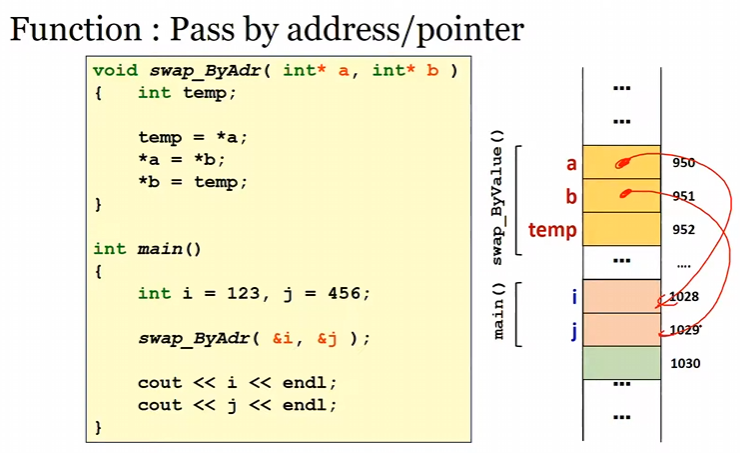 Function : Pass by address/pointer
void swap_ByAdr( int* a, int* b )
{ int temp;
temp = *a;
*a = *b;
*b = temp;
}
int main()
{
int i = 123, j = 456;
swap_ByAdr( &i, &j );
cout << i << endl;
cout << j << endl;
}
swap_ByValue()
main()
...
...
a 950
b 951
temp 952
... ....
i 1028
j 1029
1030
...
...